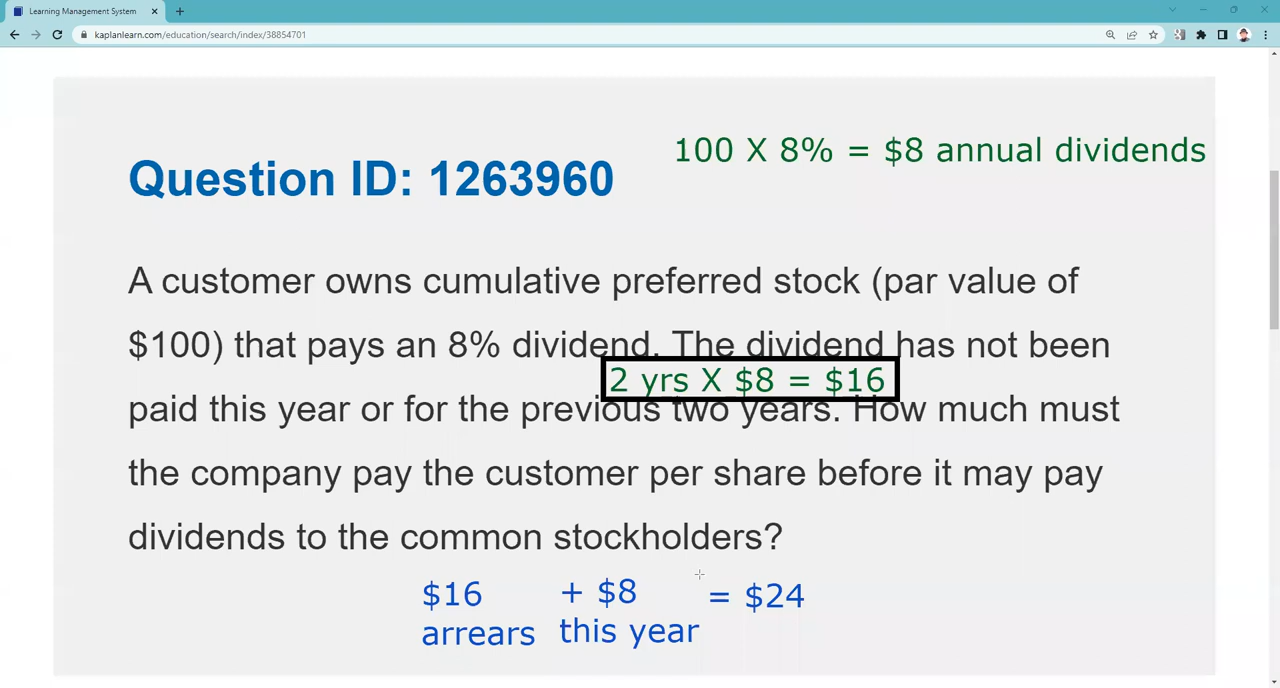 Learning Management System
kaplanlearn.com/education/search/index/38854701
100 X 8% = $8 annual dividends
Question ID: 1263960
A customer owns cumulative preferred stock (par value of
$100) that pays an 8% dividend. The dividend has not been
2 yrs X $8 = $16
paid this year or for the previous two years. How much must
the company pay the customer per share before it may pay
dividends to the common stockholders?
$16 + $8 = $24
arrears this year